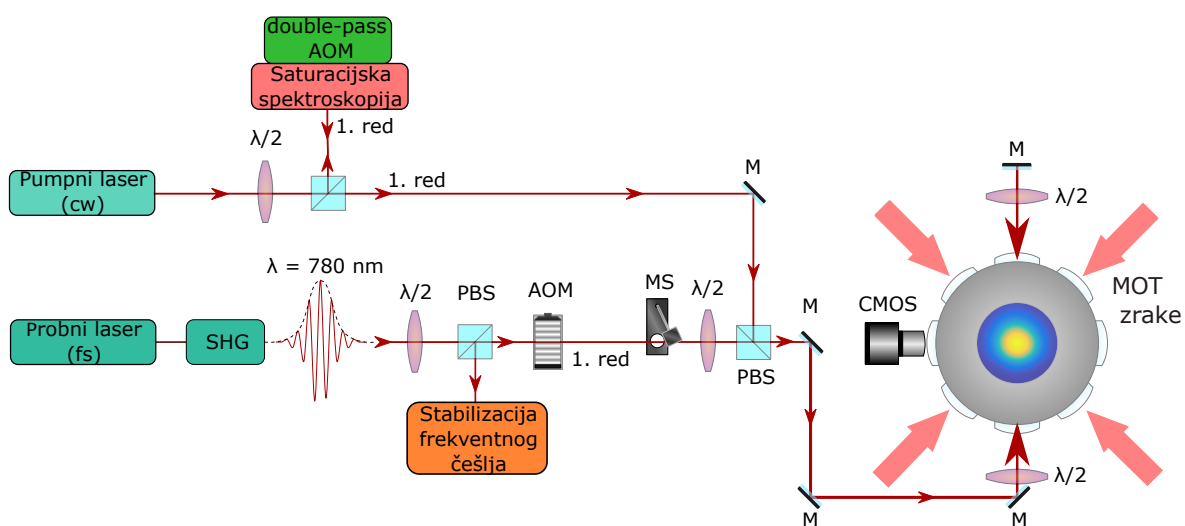 double-pass
AOM
Saturacijska
spektroskopija
1. red
λ/2
Pumpni laser
(cw)
1. red
M
M
λ/2
MOT
zrake
CMOS
λ = 780 nm
λ/2
PBS
AOM
MS
λ/2
M
Probni laser
(fs)
SHG
1. red
PBS
Stabilizacija
frekventnog
češlja
λ/2
M
M